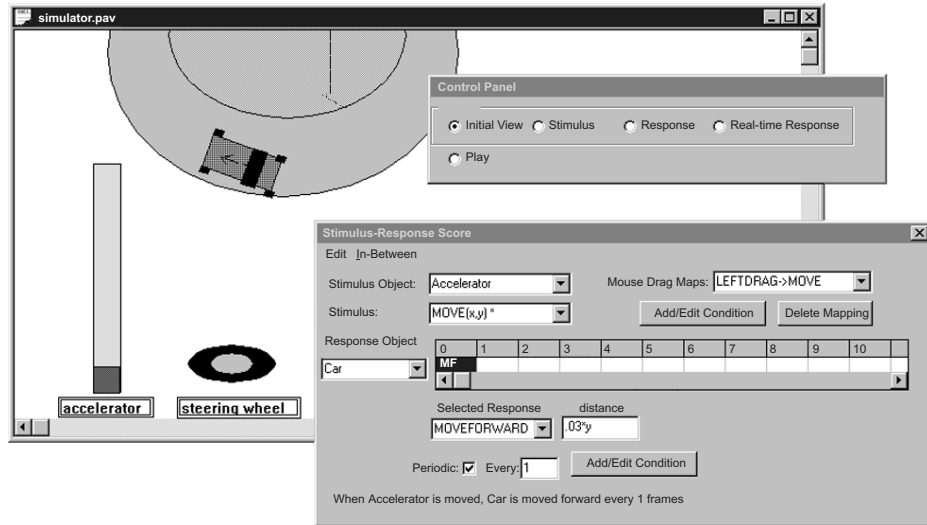 simulator.pav
Control Panel
Initial View Stimulus Response Real-time Response
Play
Stimulus-Response Score
Edit In-Between
Stimulus Object: Accelerator Mouse Drag Maps: LEFTDRAG->MOVE
Stimulus: MOVE(x,y) * Add/Edit Condition Delete Mapping
Response Object
0 1 2 3 4 5 6 7 8 9 10
MF
Car
accelerator steering wheel
Selected Response distance
MOVEFORWARD .03*y
Periodic: Every: 1 Add/Edit Condition
When Accelerator is moved, Car is moved forward every 1 frames